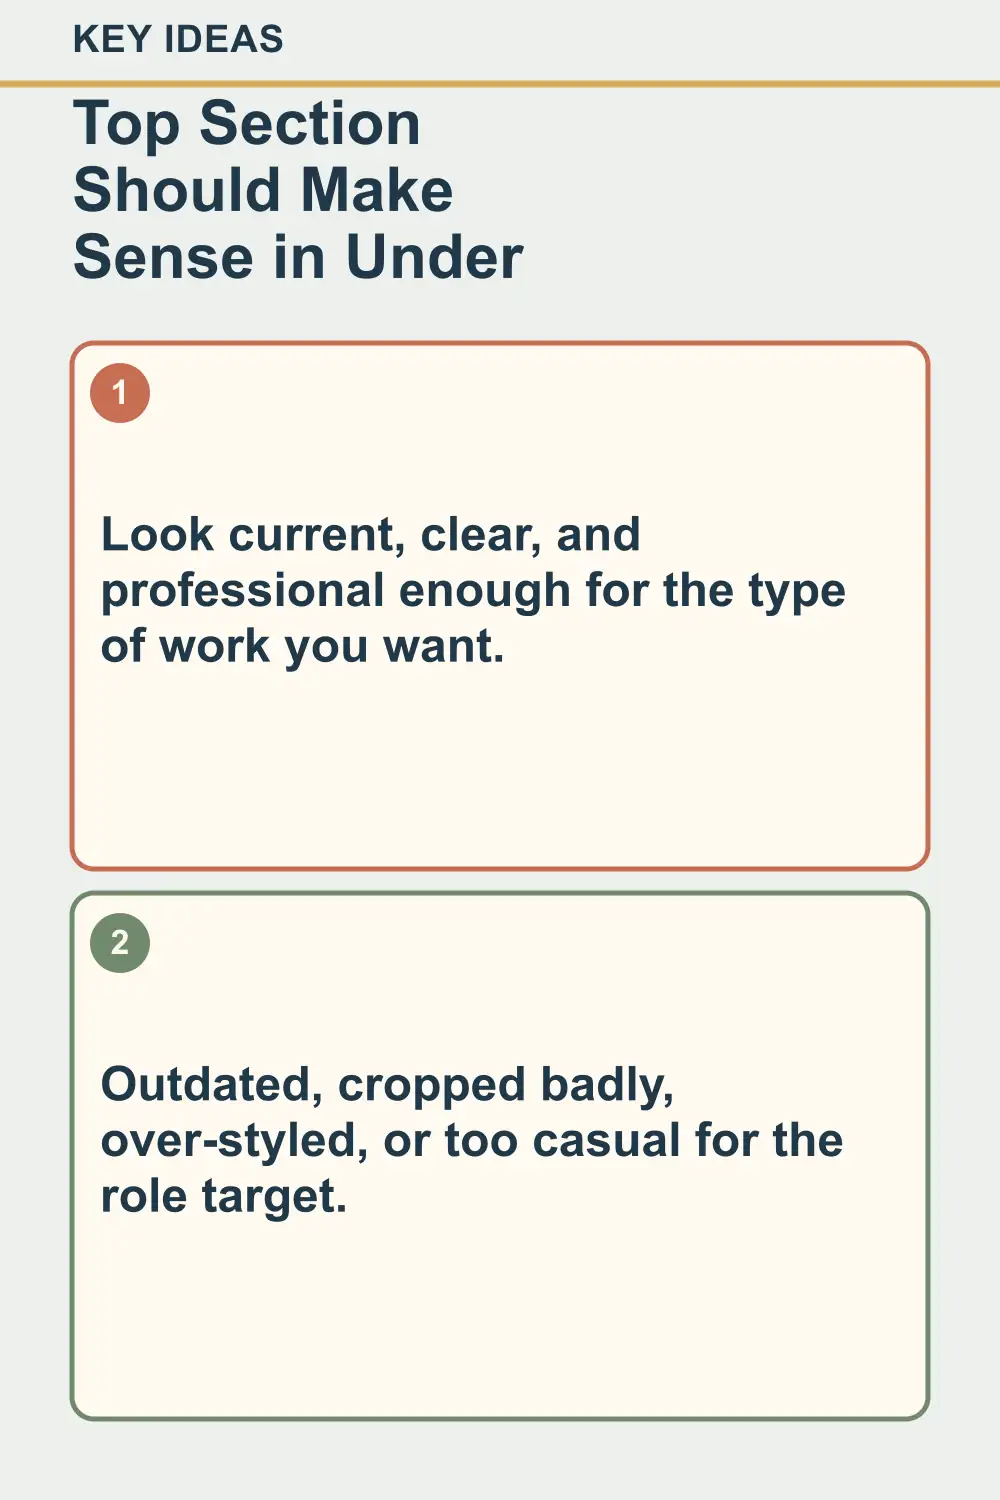 KEY IDEAS
Top Section
Should Make
Sense in Under
1
Look current, clear, and
professional enough for the type
of work you want.
2
Outdated, cropped badly,
over-styled, or too casual for the
role target.